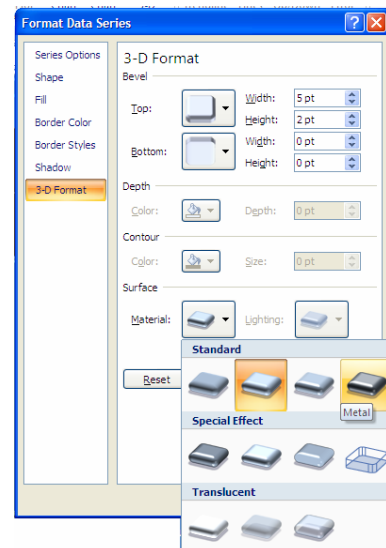 Format Data Series
Series Options
Shape
Fill
Border Color
Border Styles
Shadow
3-D Format
3-D Format
Bevel
Top:
Width: 5 pt
Height: 2 pt
Bottom:
Width: 0 pt
Height: 0 pt
Depth
Color:
Depth: 0 pt
Contour
Color:
Size: 0 pt
Surface
Material:
Lighting:
Reset
Standard
Metal
Special Effect
Translucent